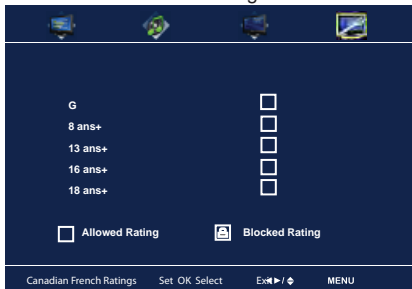 G
8 ans+
13 ans+
16 ans+
18 ans+
Allowed Rating Blocked Rating
Canadian French Ratings Set OK Select Exit MENU